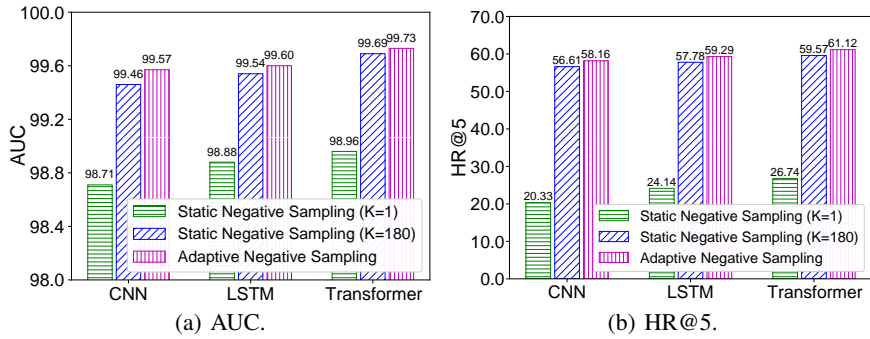 100.0
99.6
99.2
98.8
98.4
98.0
AUC
98.71
99.46
99.57
98.88
99.54
99.60
98.96
99.69
99.73
Static Negative Sampling (K=1)
Static Negative Sampling (K=180)
Adaptive Negative Sampling
CNN LSTM Transformer
(a) AUC.
70.0
60.0
50.0
40.0
30.0
20.0
10.0
0.0
HR@5
20.33
56.61
58.16
24.14
57.78
59.29
26.74
59.57
61.12
Static Negative Sampling (K=1)
Static Negative Sampling (K=180)
Adaptive Negative Sampling
CNN LSTM Transformer
(b) HR@5.